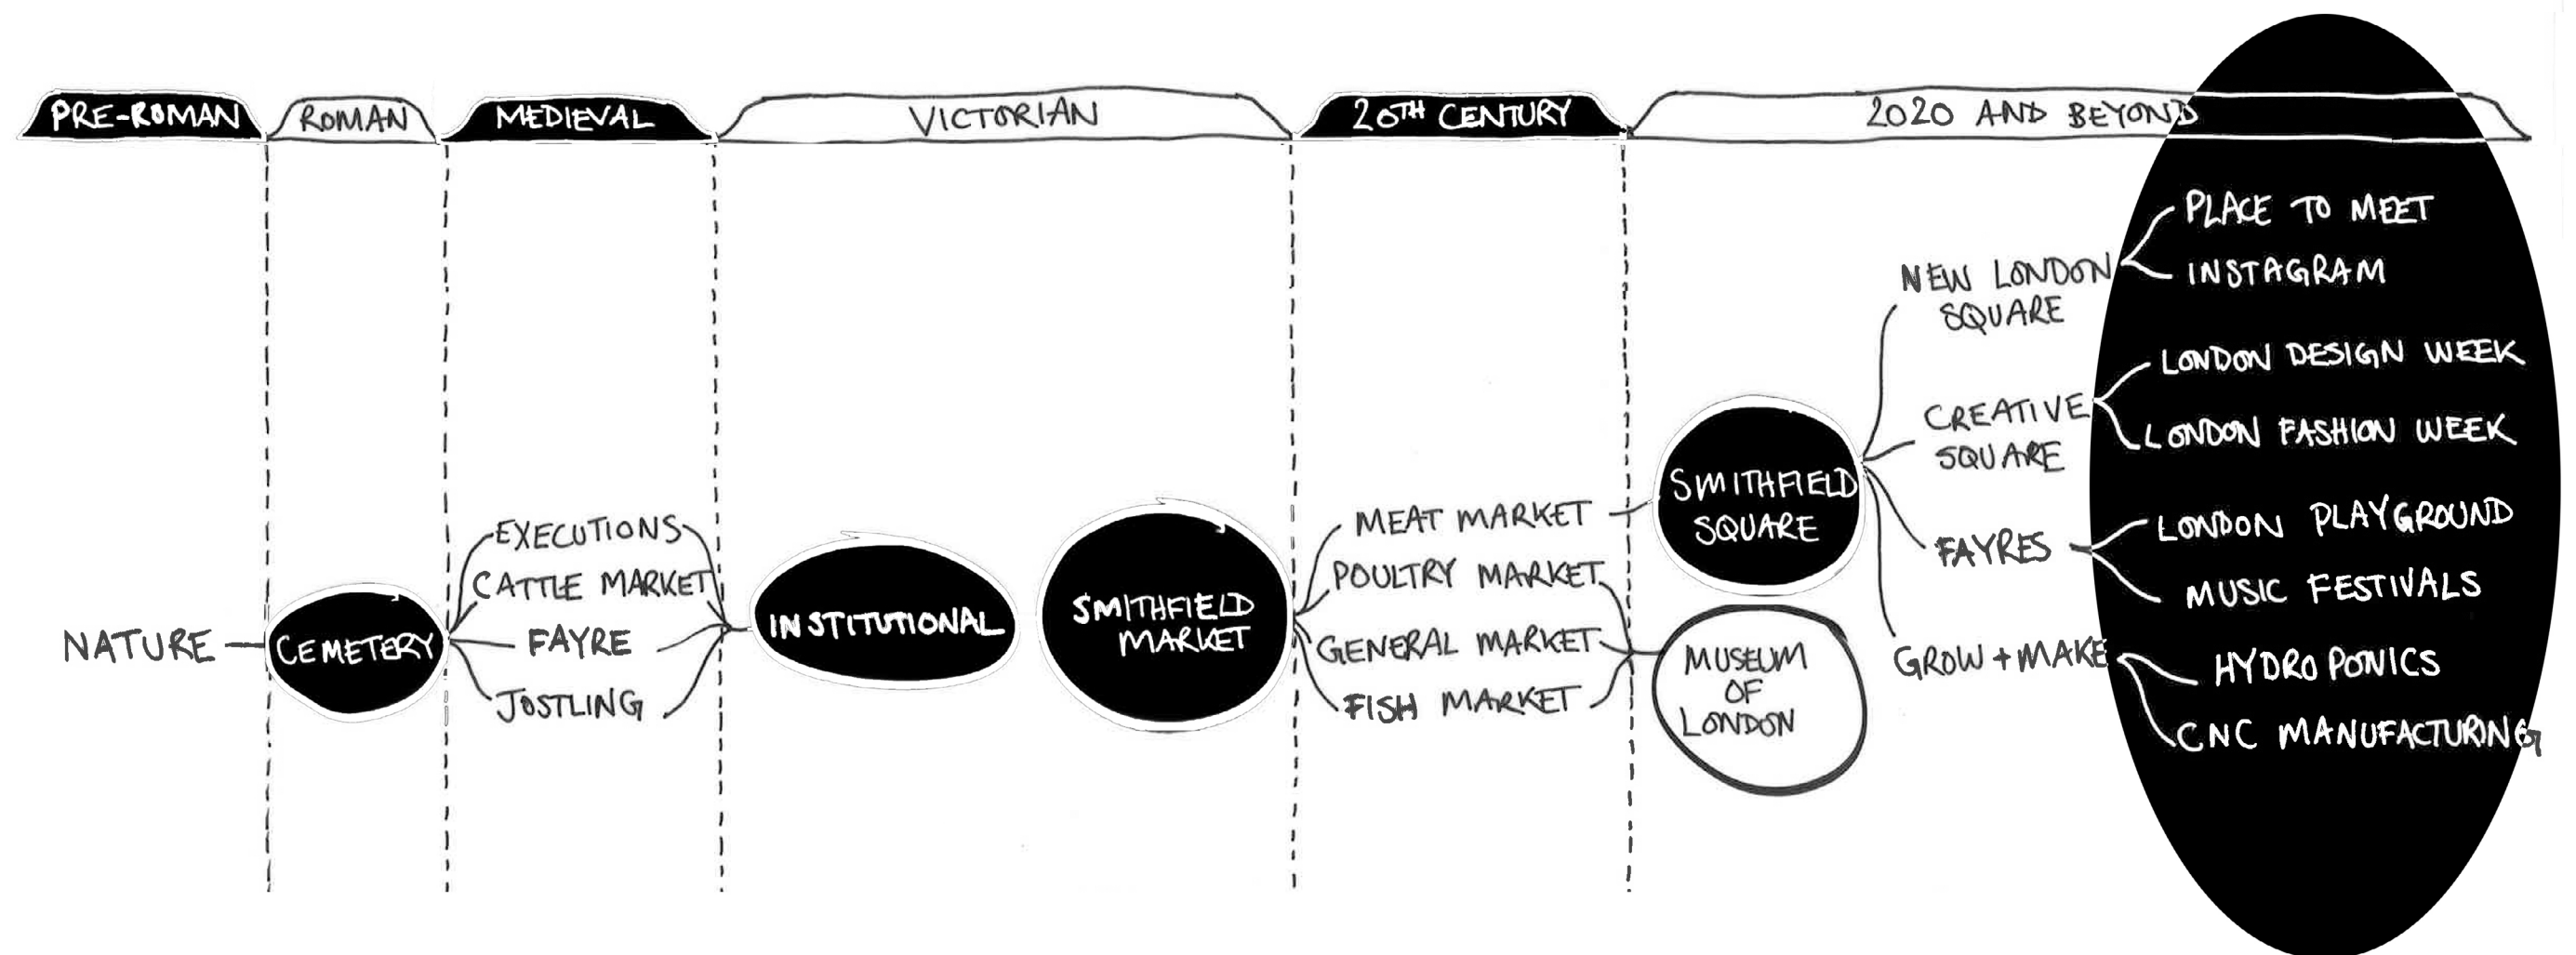 PRE-ROMAN
ROMAN
MEDIEVAL
VICTORIAN
20TH CENTURY
2020 AND BEYOND
NATURE
CEMETERY
EXECUTIONS
CATTLE MARKET
FAYRE
JOSTLING
INSTITUTIONAL
SMITHFIELD
MARKET
MEAT MARKET
POULTRY MARKET
GENERAL MARKET
FISH MARKET
SMITHFIELD
SQUARE
MUSEUM
OF
LONDON
NEW LONDON
SQUARE
CREATIVE
SQUARE
FAYRES
GROW + MAKE
PLACE TO MEET
INSTAGRAM
LONDON DESIGN WEEK
LONDON FASHION WEEK
LONDON PLAYGROUND
MUSIC FESTIVALS
HYDROPONICS
CNC MANUFACTURING